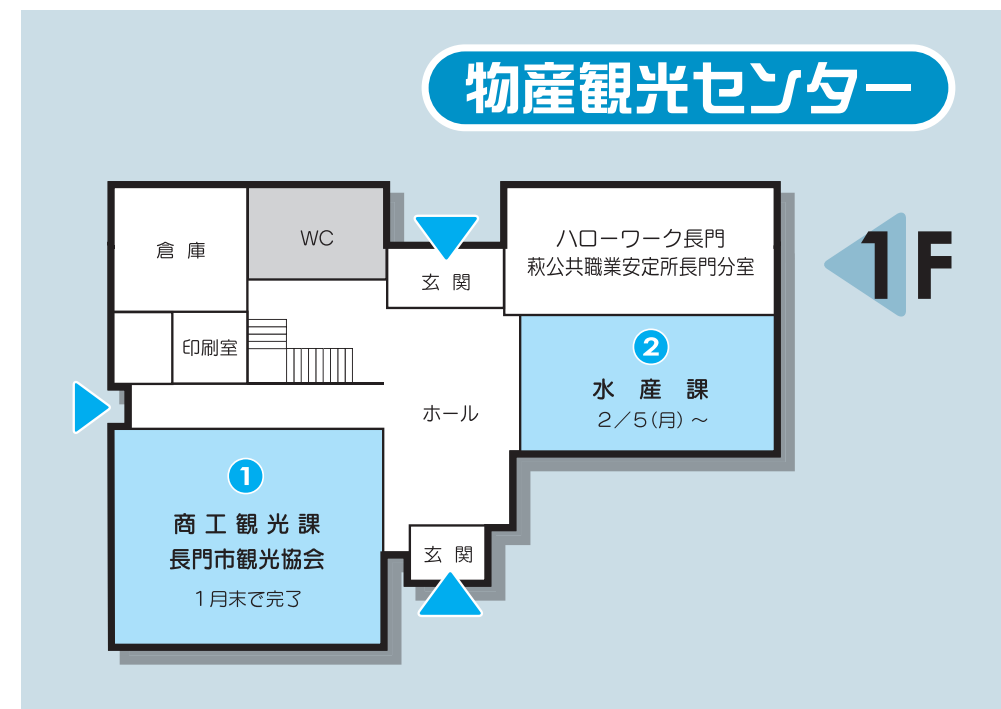 物産観光センター
1F
倉庫
WC
玄関
ハローワーク長門
萩公共職業安定所長門分室
印刷室
2
水産課
2／5(月)～
ホール
1
商工観光課
長門市観光協会
1月末で完了
玄関